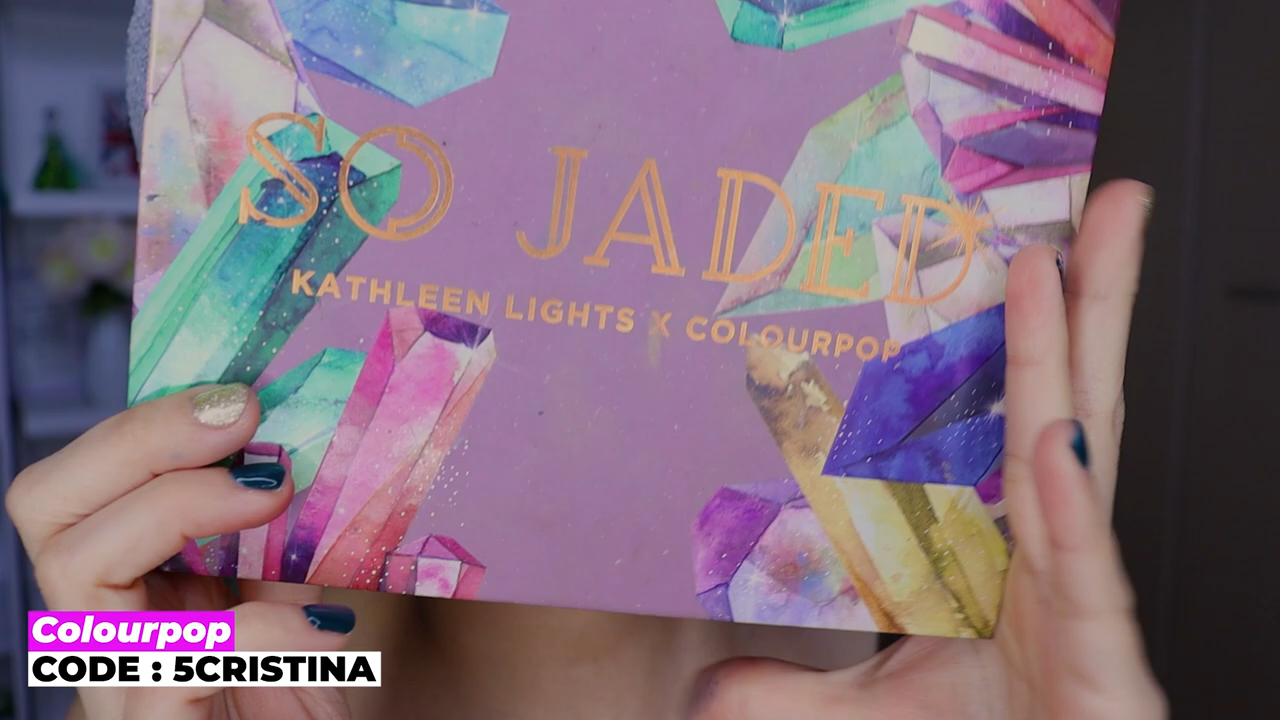 SO JADED
KATHLEEN LIGHTS X COLOURPOP
Colourpop
CODE : 5CRISTINA